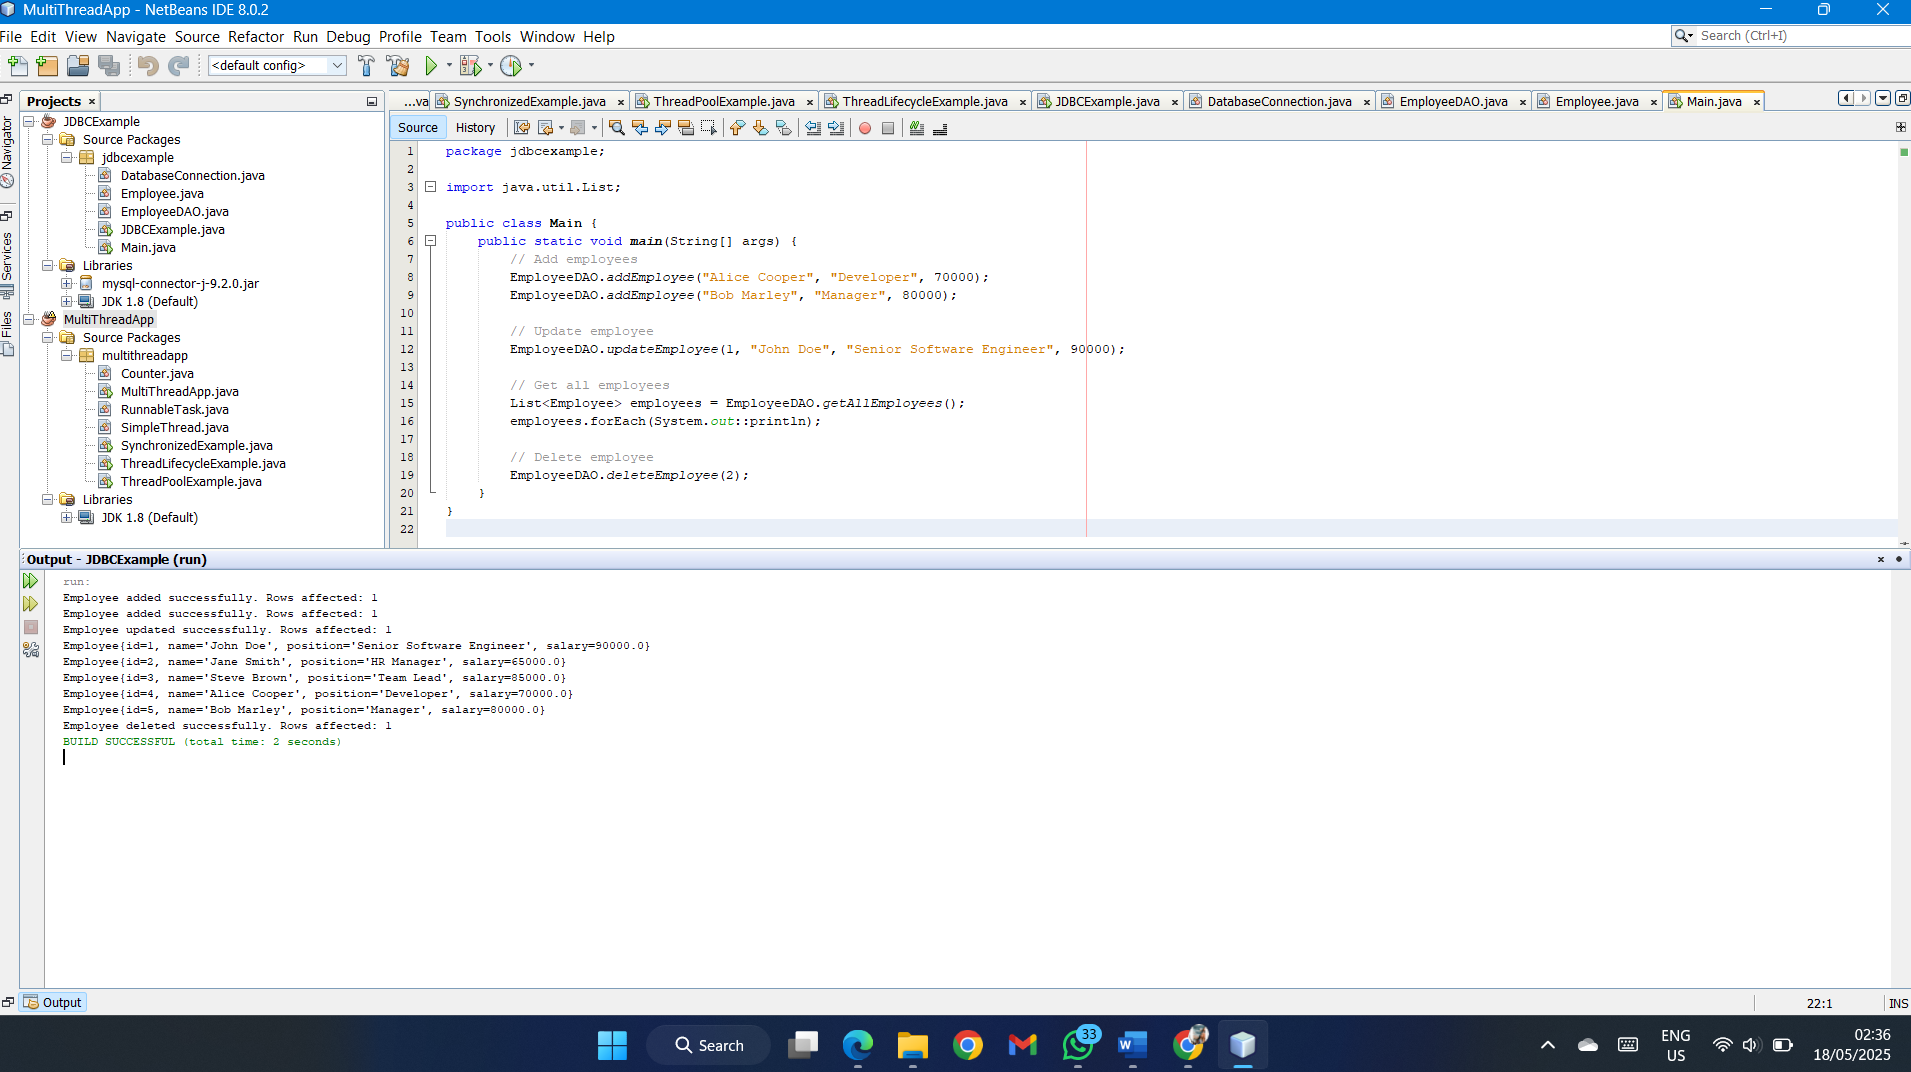 MultiThreadApp - NetBeans IDE 8.0.2
File Edit View Navigate Source Refactor Run Debug Profile Team Tools Window Help
Search (Ctrl+I)
<default config>
Projects
Navigator
Services
Files
JDBCExample
Source Packages
jdbcexample
DatabaseConnection.java
Employee.java
EmployeeDAO.java
JDBCExample.java
Main.java
Libraries
mysql-connector-j-9.2.0.jar
JDK 1.8 (Default)
MultiThreadApp
Source Packages
multithreadapp
Counter.java
MultiThreadApp.java
RunnableTask.java
SimpleThread.java
SynchronizedExample.java
ThreadLifecycleExample.java
ThreadPoolExample.java
Libraries
JDK 1.8 (Default)
...va SynchronizedExample.java ThreadPoolExample.java ThreadLifecycleExample.java JDBCExample.java DatabaseConnection.java EmployeeDAO.java Employee.java Main.java
Source History
1 package jdbcexample;
2
3 import java.util.List;
4
5 public class Main {
6 public static void main(String[] args) {
7 // Add employees
8 EmployeeDAO.addEmployee("Alice Cooper", "Developer", 70000);
9 EmployeeDAO.addEmployee("Bob Marley", "Manager", 80000);
10
11 // Update employee
12 EmployeeDAO.updateEmployee(1, "John Doe", "Senior Software Engineer", 90000);
13
14 // Get all employees
15 List<Employee> employees = EmployeeDAO.getAllEmployees();
16 employees.forEach(System.out::println);
17
18 // Delete employee
19 EmployeeDAO.deleteEmployee(2);
20 }
21 }
22
Output - JDBCExample (run)
run:
Employee added successfully. Rows affected: 1
Employee added successfully. Rows affected: 1
Employee updated successfully. Rows affected: 1
Employee{id=1, name='John Doe', position='Senior Software Engineer', salary=90000.0}
Employee{id=2, name='Jane Smith', position='HR Manager', salary=65000.0}
Employee{id=3, name='Steve Brown', position='Team Lead', salary=85000.0}
Employee{id=4, name='Alice Cooper', position='Developer', salary=70000.0}
Employee{id=5, name='Bob Marley', position='Manager', salary=80000.0}
Employee deleted successfully. Rows affected: 1
BUILD SUCCESSFUL (total time: 2 seconds)
Output
22:1 INS
Search
33
W
ENG
US
02:36
18/05/2025